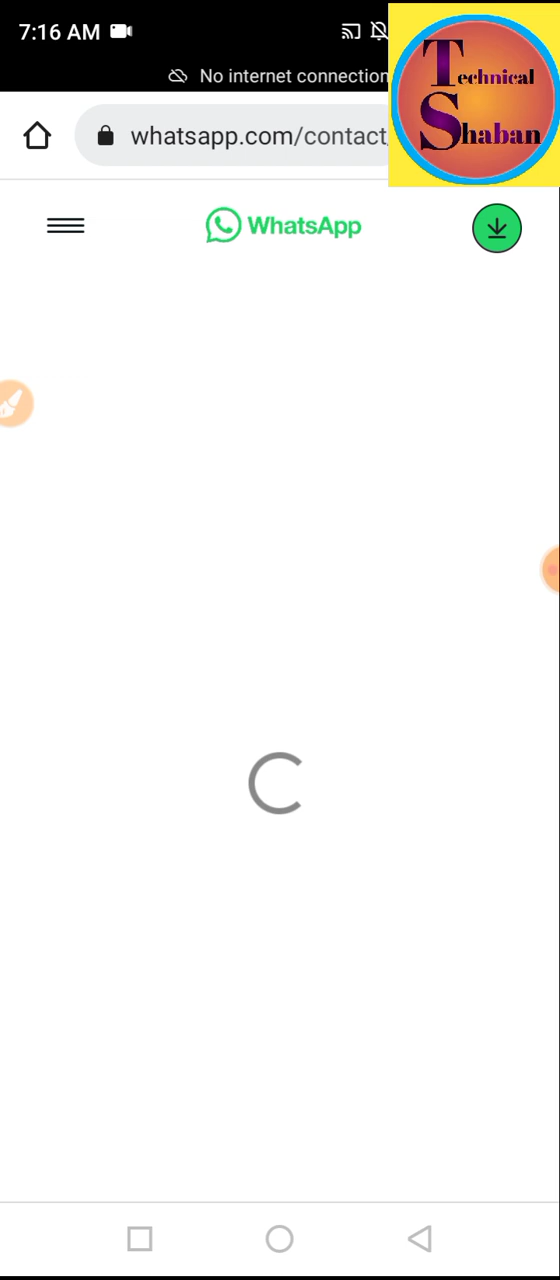 7:16 AM
No internet connection
whatsapp.com/contact
Technical
Shaban
WhatsApp